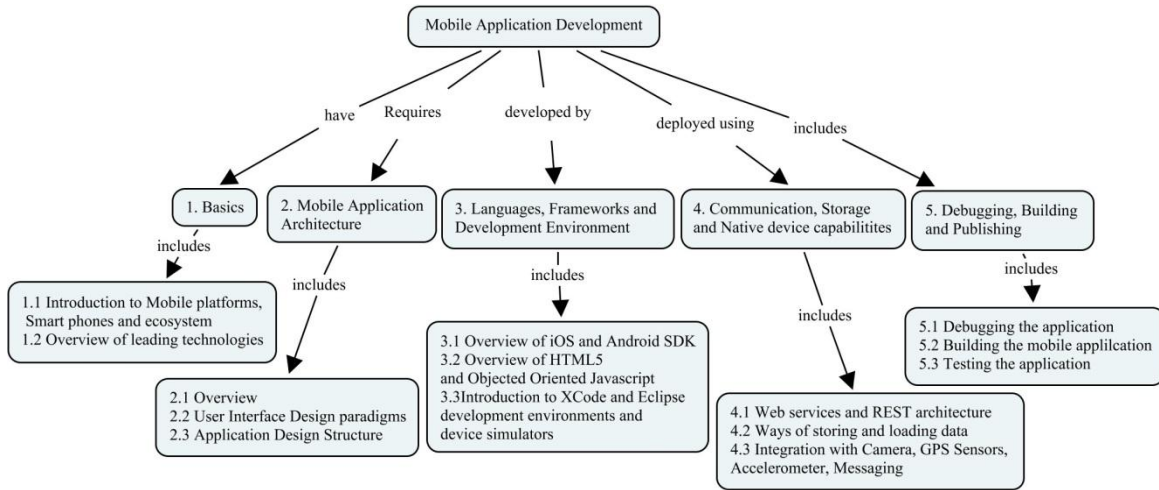 Mobile Application Development
have
Requires
developed by
deployed using
includes
1. Basics
2. Mobile Application
Architecture
3. Languages, Frameworks and
Development Environment
4. Communication, Storage
and Native device capabilitites
5. Debugging, Building
and Publishing
includes
includes
includes
includes
includes
1.1 Introduction to Mobile platforms,
Smart phones and ecosystem
1.2 Overview of leading technologies
2.1 Overview
2.2 User Interface Design paradigms
2.3 Application Design Structure
3.1 Overview of iOS and Android SDK
3.2 Overview of HTML5
and Objected Oriented Javascript
3.3Introduction to XCode and Eclipse
development environments and
device simulators
4.1 Web services and REST architecture
4.2 Ways of storing and loading data
4.3 Integration with Camera, GPS Sensors,
Accelerometer, Messaging
5.1 Debugging the application
5.2 Building the mobile applilcation
5.3 Testing the application